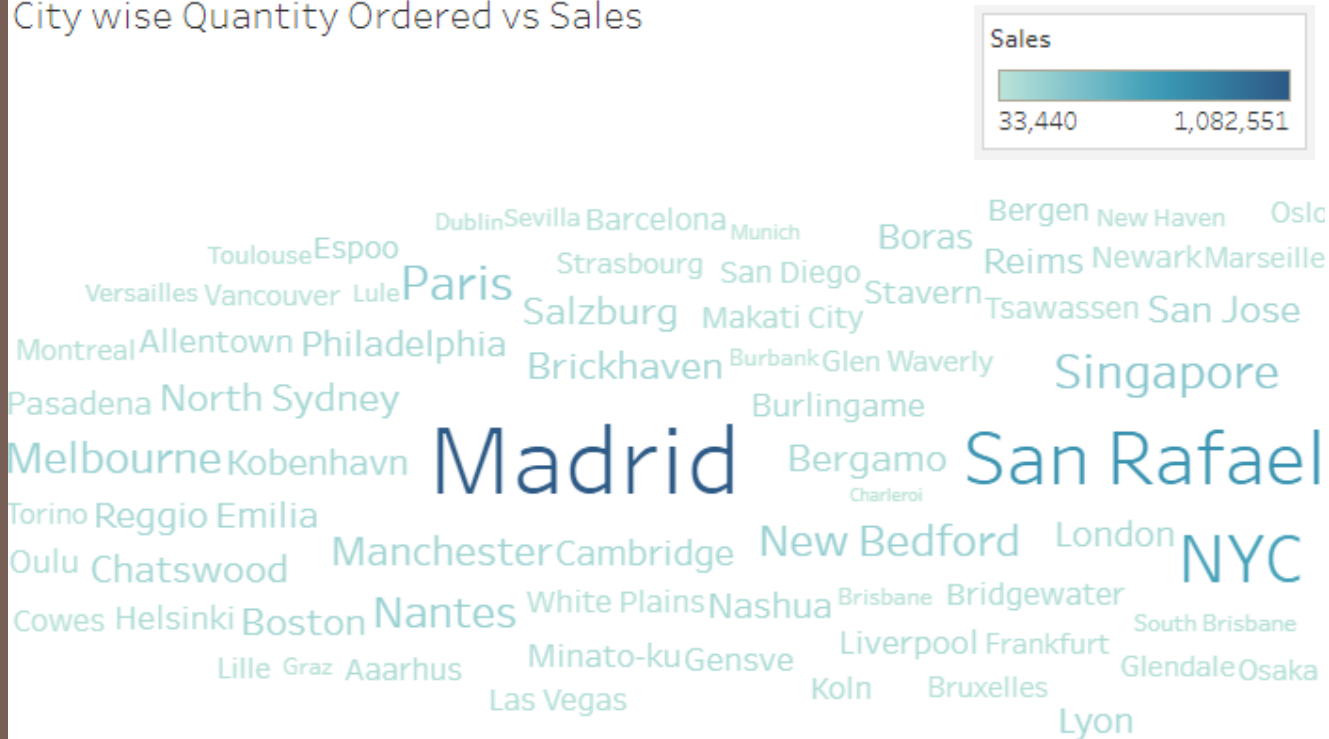 City wise Quantity Ordered vs Sales
Sales
33,440 1,082,551
Dublin Sevilla Barcelona Munich Boras Bergen New Haven Oslo
Toulouse Espoo Strasbourg San Diego Reims Newark Marseille
Versailles Vancouver Lule Paris Salzburg Makati City Stavern Tsawassen San Jose
Montreal Allentown Philadelphia Brickhaven Burbank Glen Waverly Singapore
Pasadena North Sydney Burlingame
Melbourne Kobenhavn Madrid Bergamo San Rafael
Charleroi
Torino Reggio Emilia New Bedford London NYC
Oulu Chatswood Manchester Cambridge
Cowes Helsinki Boston Nantes White Plains Nashua Brisbane Bridgewater South Brisbane
Lille Graz Aaarhus Minato-ku Gensve Liverpool Frankfurt Glendale Osaka
Las Vegas Koln Bruxelles
Lyon